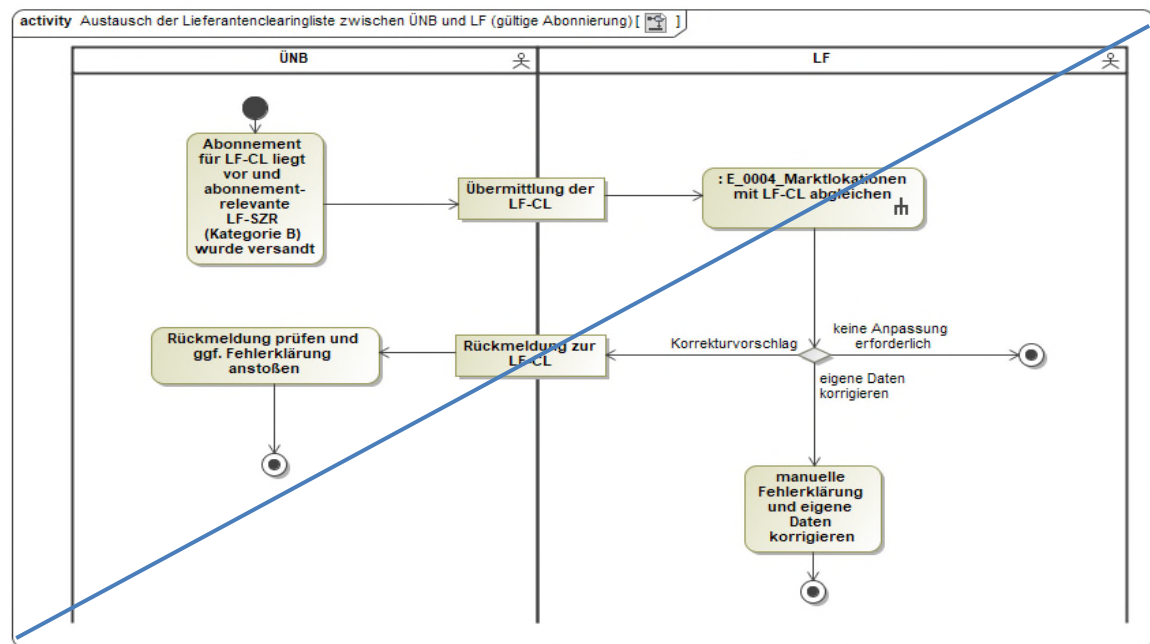 activity Austausch der Lieferantenclearingliste zwischen ÜNB und LF (gültige Abonnierung) [ ]
ÜNB
LF
Abonnement
für LF-CL liegt
vor und
abonnement-
relevante
LF-SZR
(Kategorie B)
wurde versandt
Übermittlung der
LF-CL
: E_0004_Marktlokationen
mit LF-CL abgleichen
Rückmeldung prüfen und
ggf. Fehlerklärung
anstoßen
Rückmeldung zur
LF-CL
Korrekturvorschlag
keine Anpassung
erforderlich
eigene Daten
korrigieren
manuelle
Fehlerklärung
und eigene
Daten
korrigieren